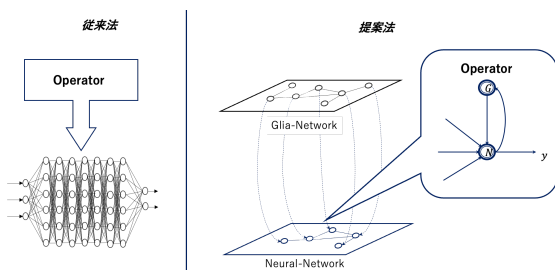 従来法
Operator
提案法
Glia-Network
Neural-Network
Operator
G
N
y